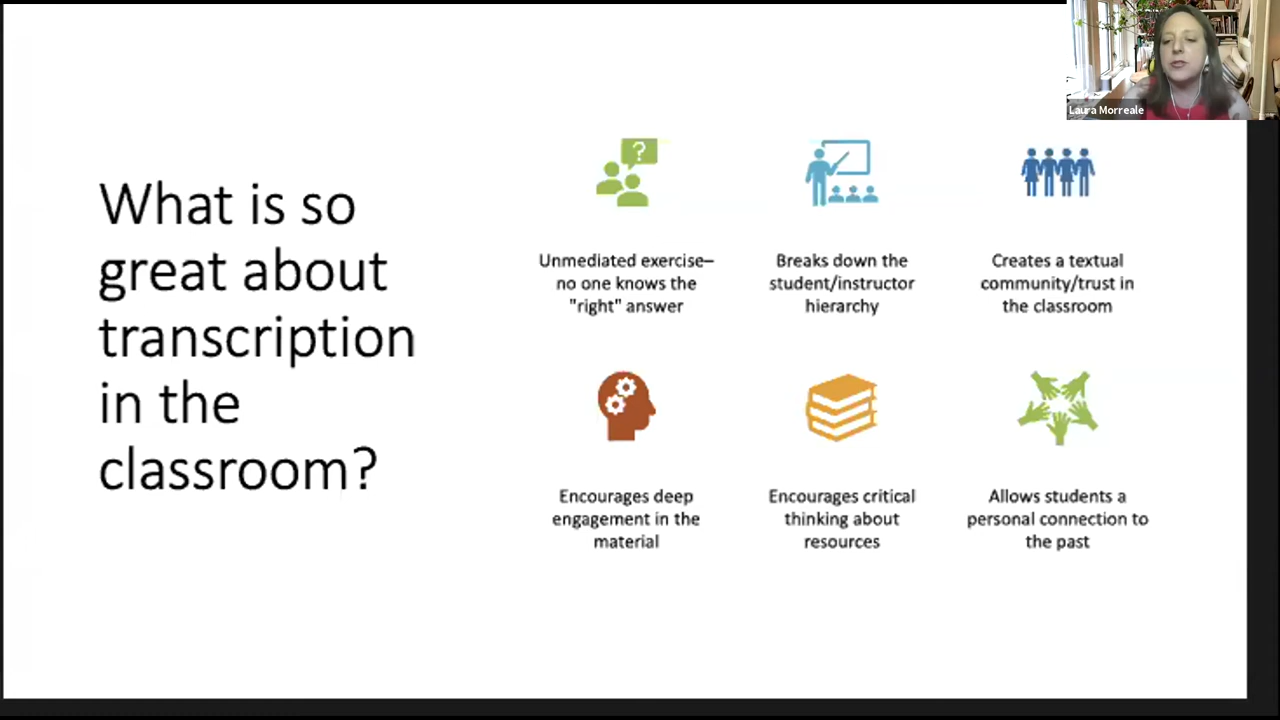 Laura Morreale
What is so
great about
transcription
in the
classroom?
?
Unmediated exercise–
no one knows the
"right" answer
Breaks down the
student/instructor
hierarchy
Creates a textual
community/trust in
the classroom
Encourages deep
engagement in the
material
Encourages critical
thinking about
resources
Allows students a
personal connection to
the past